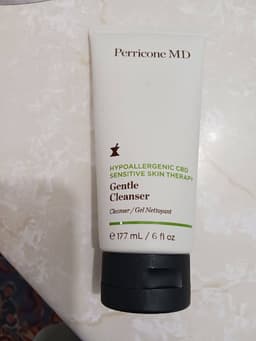 Perricone MD
HYPOALLERGENIC CBD
SENSITIVE SKIN THERAPY
Gentle
Cleanser
Cleanser / Gel Nettoyant
℮ 177 mL / 6 fl oz